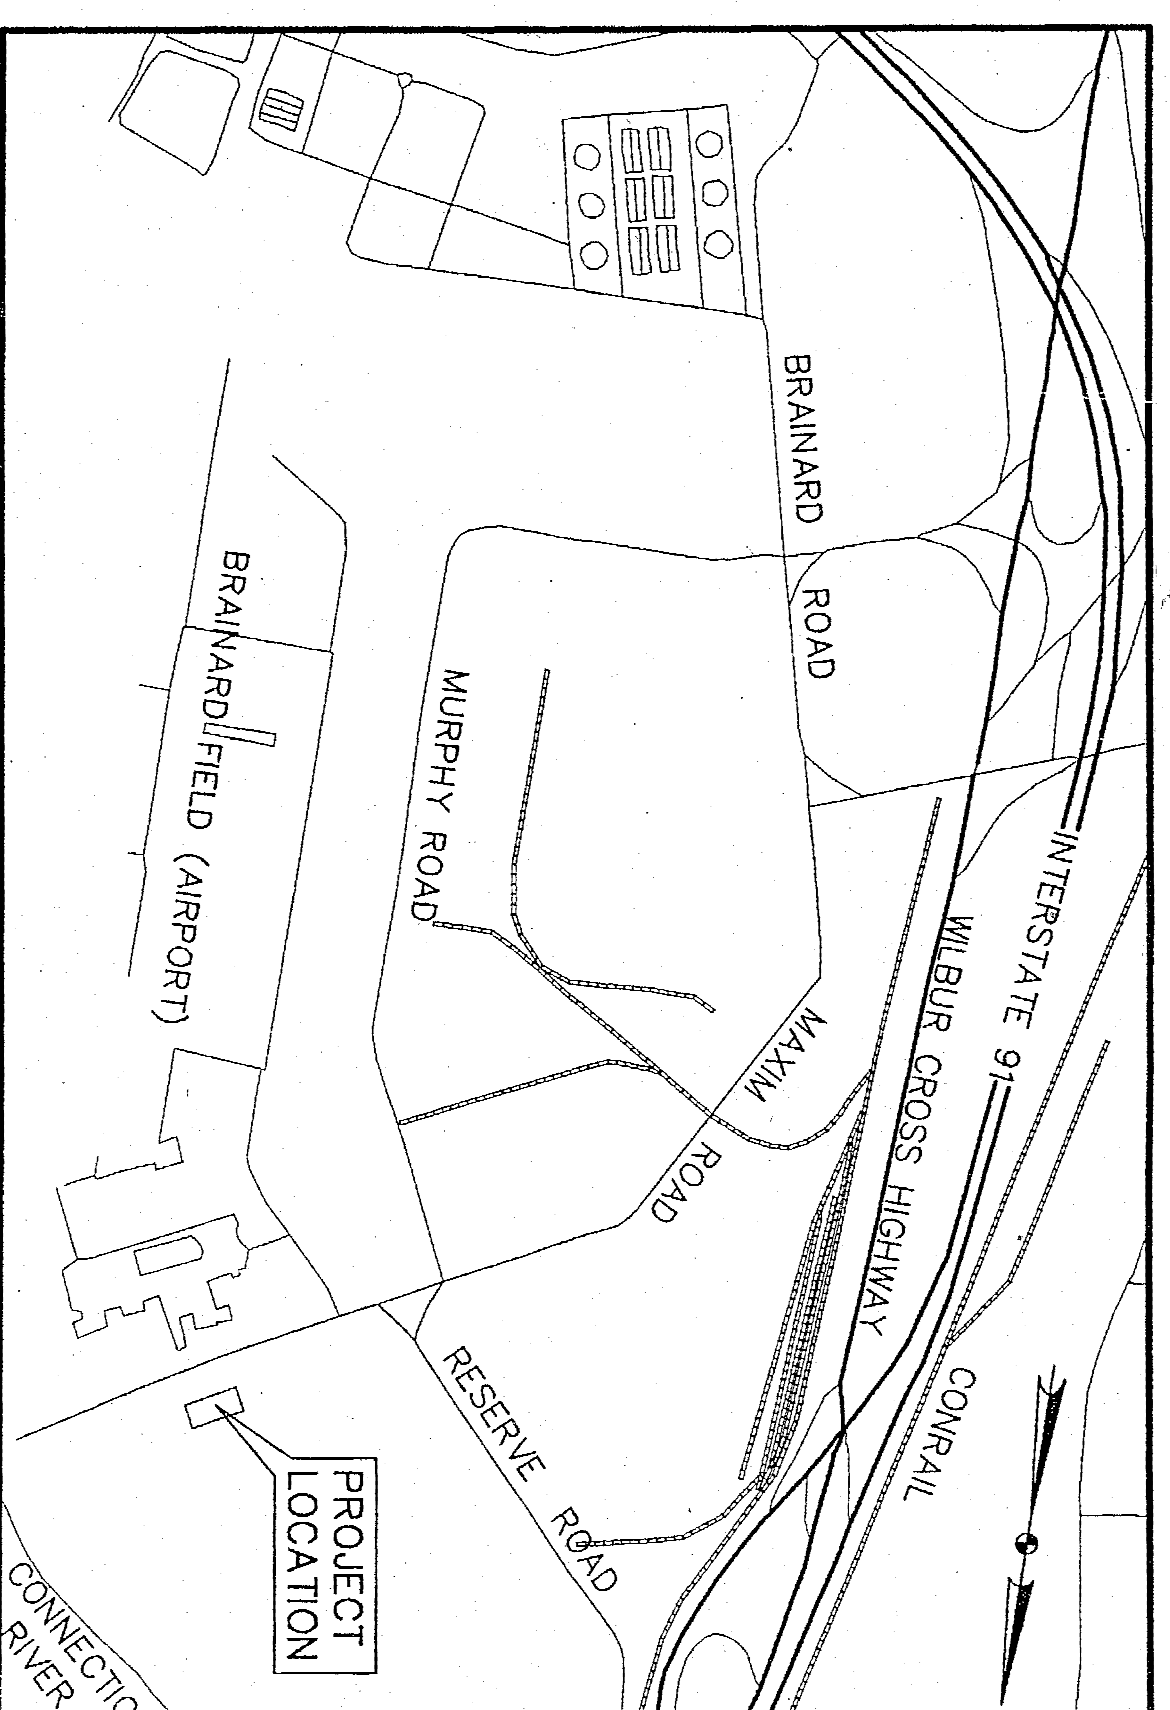 BRAINARD
ROAD
INTERSTATE 91
WILBUR CROSS HIGHWAY
CONRAIL
MURPHY ROAD
MAXIM
ROAD
BRAINARD FIELD (AIRPORT)
RESERVE
ROAD
PROJECT
LOCATION
CONNECTIC
RIVER